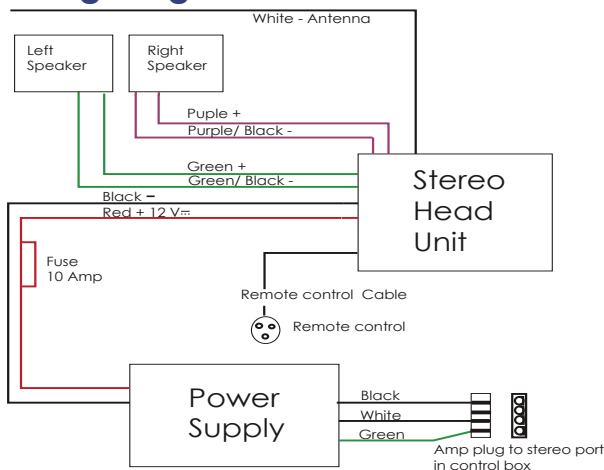 White - Antenna
Left
Speaker
Right
Speaker
Puple +
Purple/ Black -
Green +
Green/ Black -
Black −
Red + 12 V⎓
Stereo
Head
Unit
Fuse
10 Amp
Remote control Cable
Remote control
Power
Supply
Black
White
Green
Amp plug to stereo port
in control box